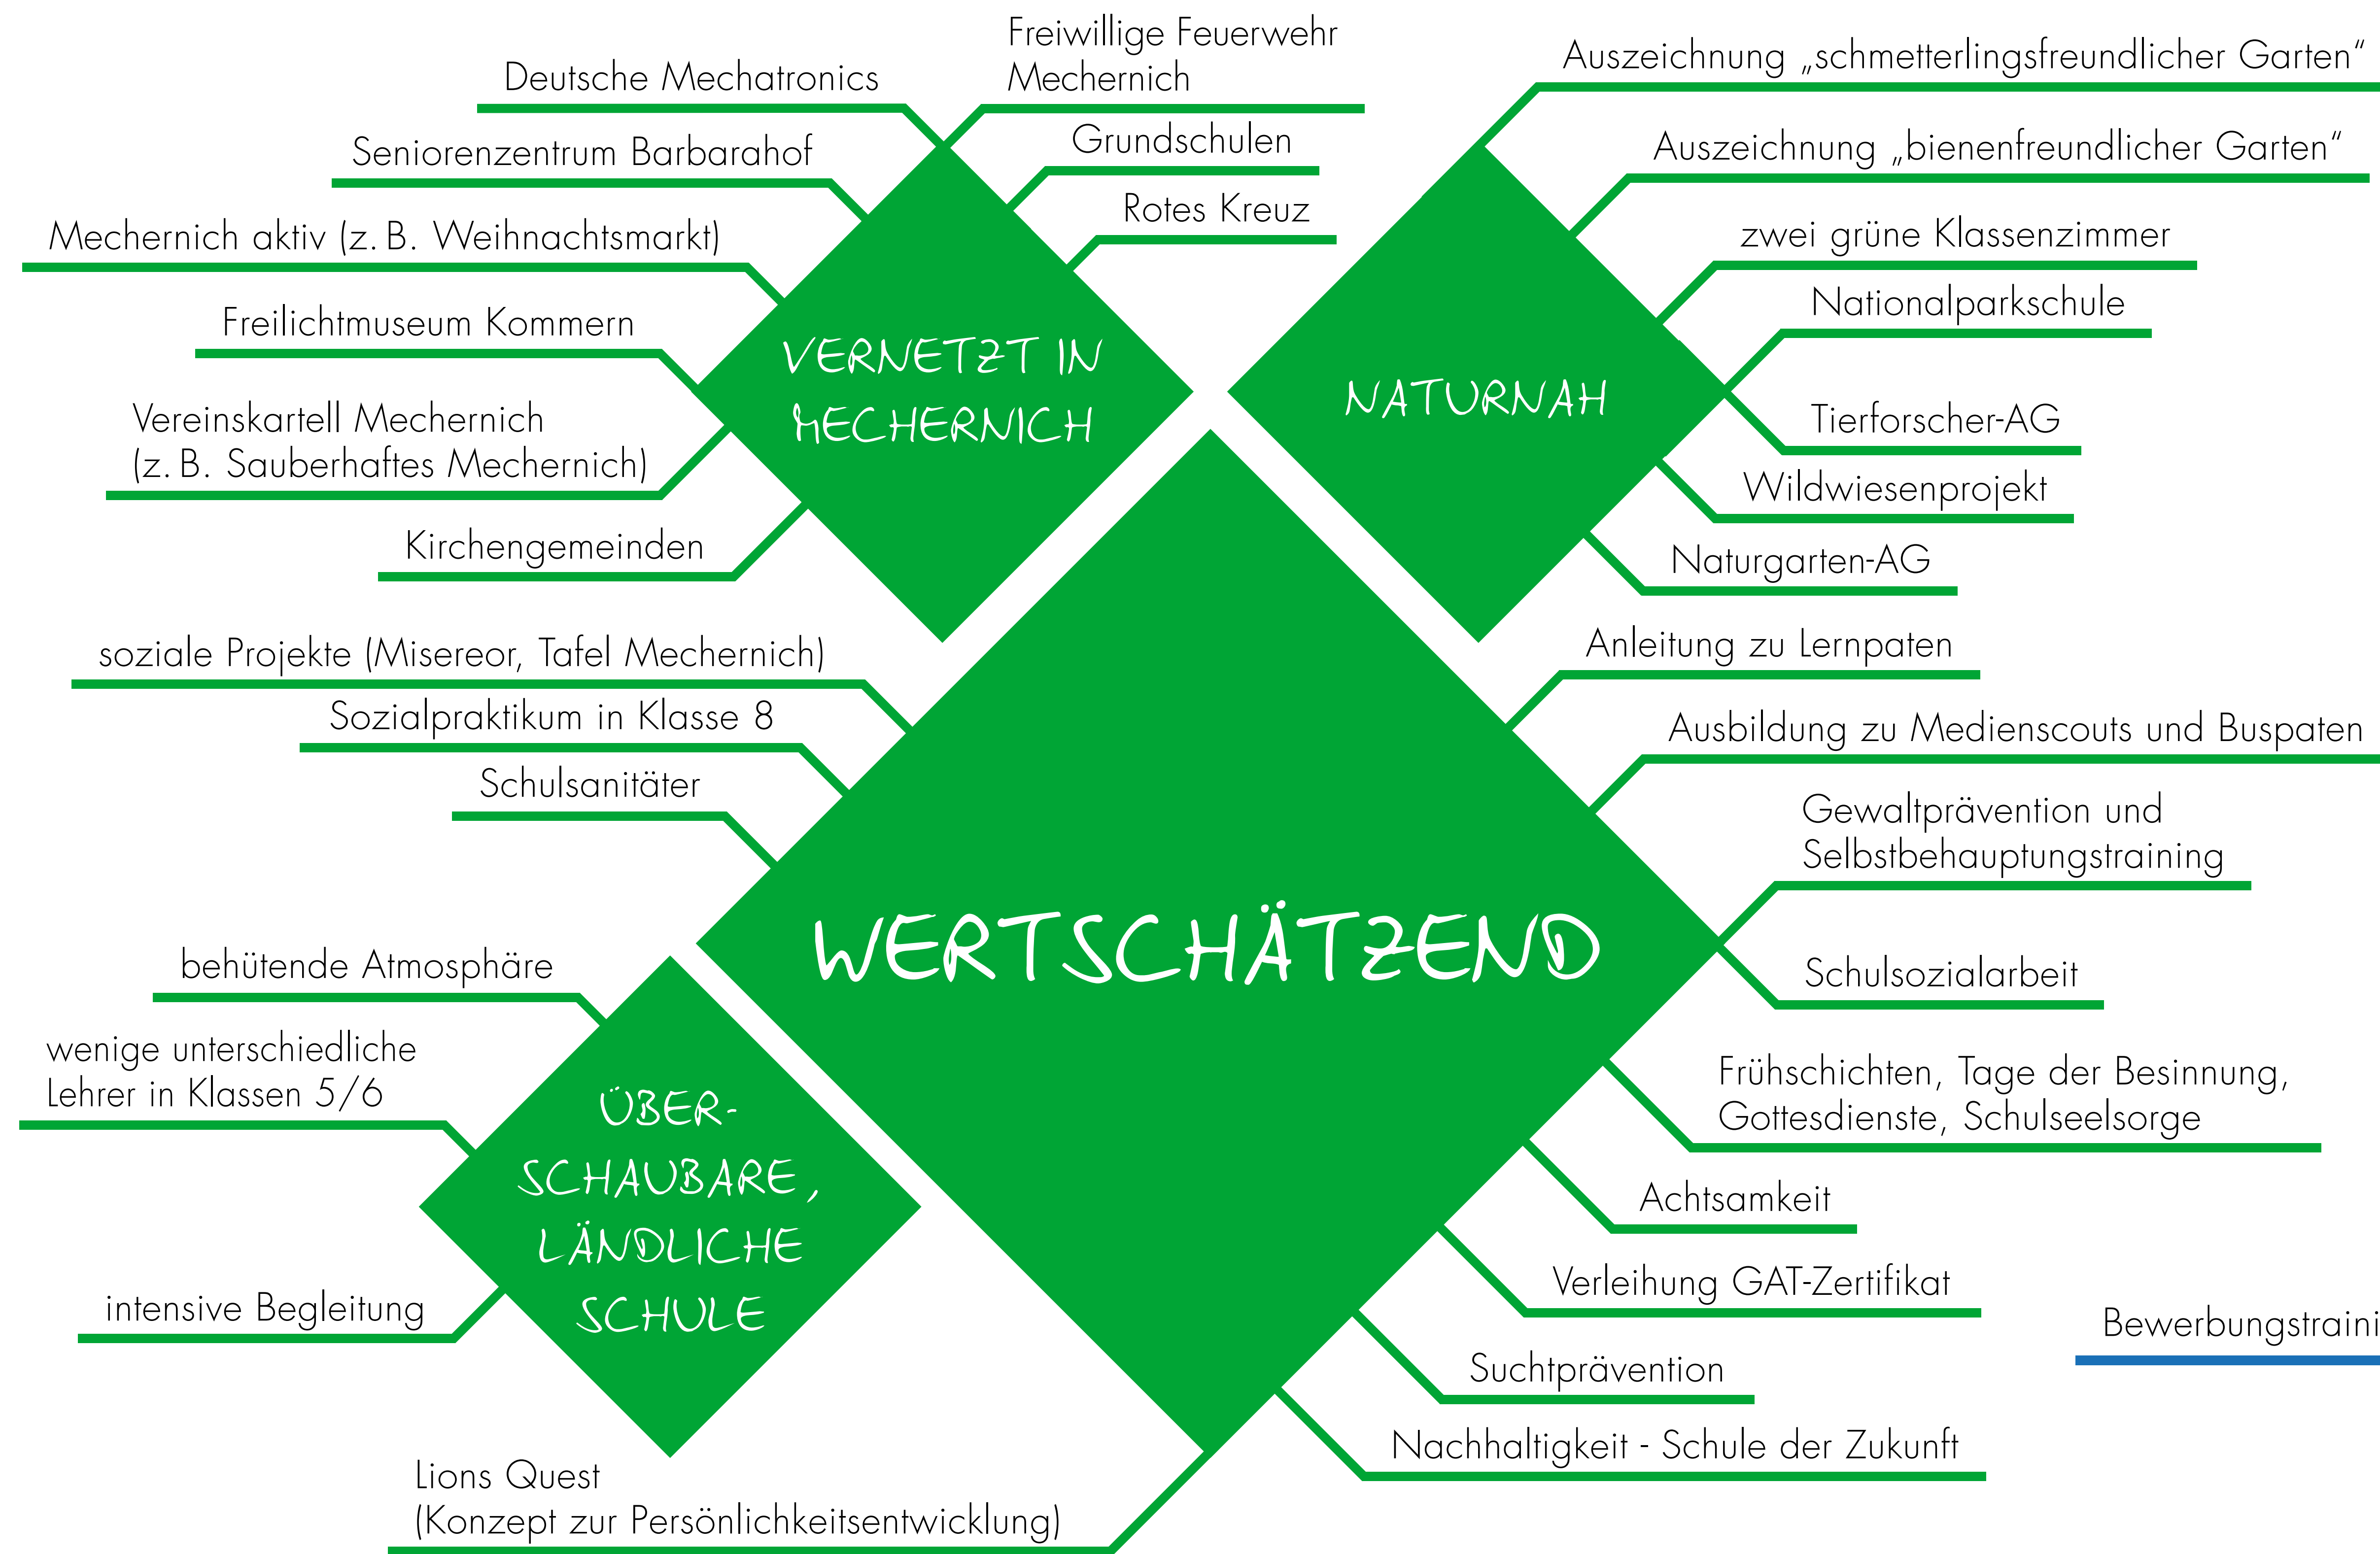 Freiwillige Feuerwehr
Mechernich
Deutsche Mechatronics
Grundschulen
Seniorenzentrum Barbarahof
Rotes Kreuz
Mechernich aktiv (z. B. Weihnachtsmarkt)
Freilichtmuseum Kommern
VERNETZT IN
MECHERNICH
Vereinskartell Mechernich
(z. B. Sauberhaftes Mechernich)
Kirchengemeinden
Auszeichnung „schmetterlingsfreundlicher Garten“
Auszeichnung „bienenfreundlicher Garten“
zwei grüne Klassenzimmer
Nationalparkschule
NATURNAH
Tierforscher-AG
Wildwiesenprojekt
Naturgarten-AG
soziale Projekte (Misereor, Tafel Mechernich)
Sozialpraktikum in Klasse 8
Schulsanitäter
WERTSCHÄTZEND
Anleitung zu Lernpaten
Ausbildung zu Medienscouts und Buspaten
Gewaltprävention und
Selbstbehauptungstraining
Schulsozialarbeit
Frühschichten, Tage der Besinnung,
Gottesdienste, Schulseelsorge
Achtsamkeit
Verleihung GAT-Zertifikat
Suchtprävention
Nachhaltigkeit - Schule der Zukunft
behütende Atmosphäre
wenige unterschiedliche
Lehrer in Klassen 5/6
ÜBER-
SCHAUBARE,
LÄNDLICHE
SCHULE
intensive Begleitung
Lions Quest
(Konzept zur Persönlichkeitsentwicklung)
Bewerbungstraini